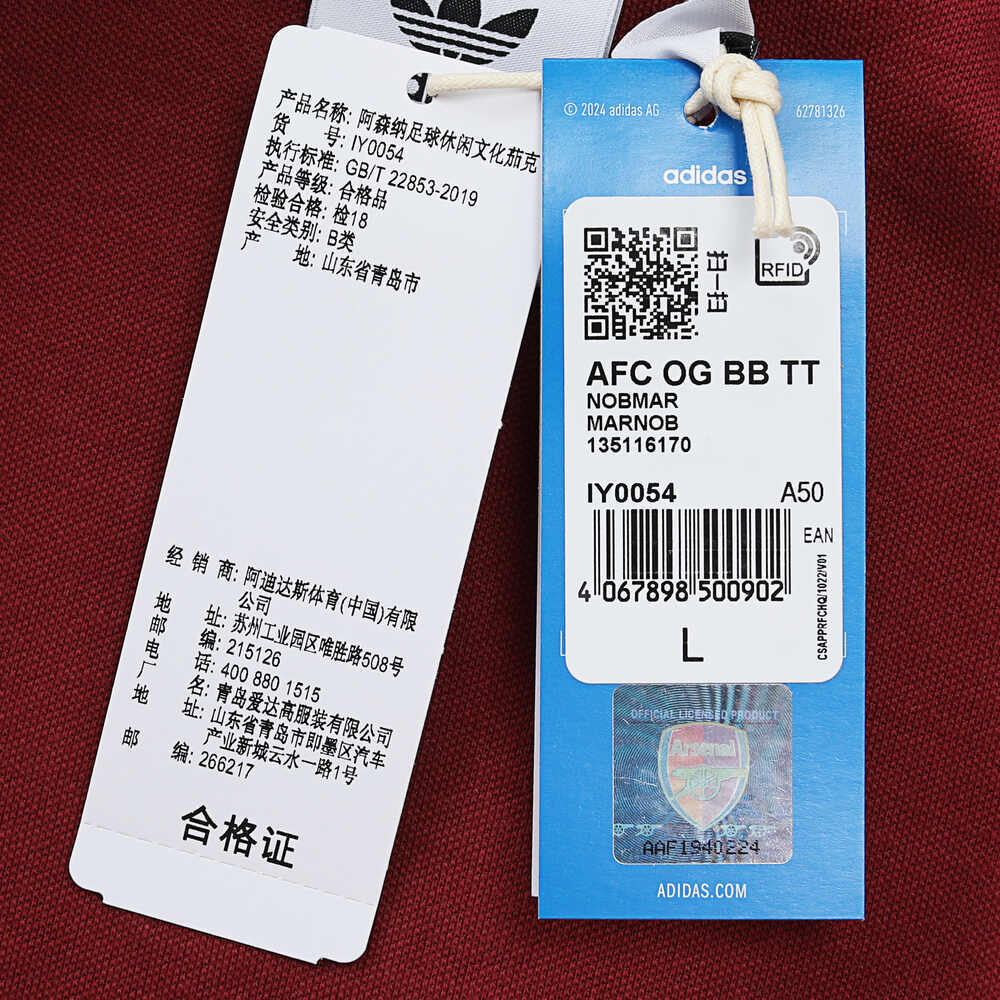 产品名称: 阿森纳足球休闲文化茄克
货 号: IY0054
执行标准: GB/T 22853-2019
产品等级: 合格品
检验合格: 检18
安全类别: B类
产 地: 山东省青岛市
经 销 商: 阿迪达斯体育(中国)有限
公司
地 址: 苏州工业园区唯胜路508号
邮 编: 215126
电 话: 400 880 1515
厂 名: 青岛爱达高服装有限公司
地 址: 山东省青岛市即墨区汽车
产业新城云水一路1号
邮 编: 266217
合格证
© 2024 adidas AG
62781326
adidas
扫一扫
RFID
AFC OG BB TT
NOBMAR
MARNOB
135116170
IY0054 A50
EAN
4 067898 500902
CSAPPRFCHQ/1022/V01
L
OFFICIAL LICENSED PRODUCT
Arsenal
AAF1940224
ADIDAS.COM